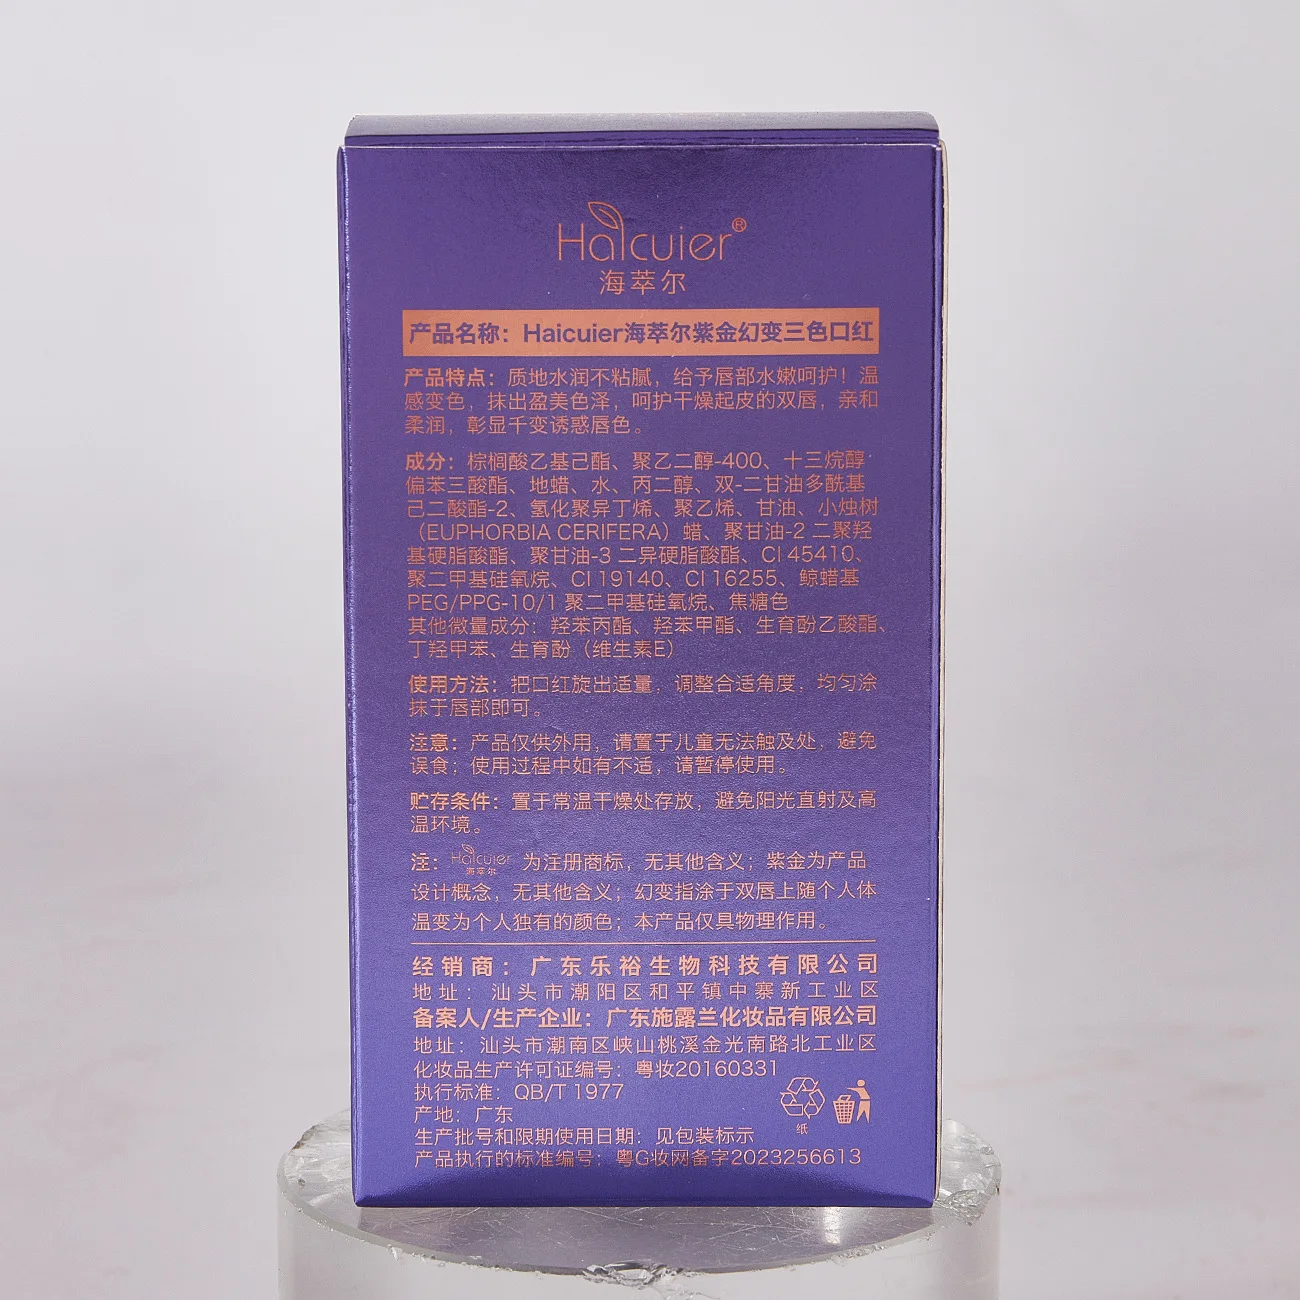 Haicuier®
海萃尔
产品名称：Haicuier海萃尔紫金幻变三色口红
产品特点：质地水润不粘腻，给予唇部水嫩呵护！温
感变色，抹出盈美色泽，呵护干燥起皮的双唇，亲和
柔润，彰显千变诱惑唇色。
成分：棕榈酸乙基己酯、聚乙二醇-400、十三烷醇
偏苯三酸酯、地蜡、水、丙二醇、双-二甘油多酰基
己二酸酯-2、氢化聚异丁烯、聚乙烯、甘油、小烛树
（EUPHORBIA CERIFERA）蜡、聚甘油-2 二聚羟
基硬脂酸酯、聚甘油-3 二异硬脂酸酯、CI 45410、
聚二甲基硅氧烷、CI 19140、CI 16255、鲸蜡基
PEG/PPG-10/1 聚二甲基硅氧烷、焦糖色
其他微量成分：羟苯丙酯、羟苯甲酯、生育酚乙酸酯、
丁羟甲苯、生育酚（维生素E）
使用方法：把口红旋出适量，调整合适角度，均匀涂
抹于唇部即可。
注意：产品仅供外用，请置于儿童无法触及处，避免
误食；使用过程中如有不适，请暂停使用。
贮存条件：置于常温干燥处存放，避免阳光直射及高
温环境。
注：Haicuier 海萃尔 为注册商标，无其他含义；紫金为产品
设计概念，无其他含义；幻变指涂于双唇上随个人体
温变为个人独有的颜色；本产品仅具物理作用。
经销商：广东乐裕生物科技有限公司
地址：汕头市潮阳区和平镇中寨新工业区
备案人/生产企业：广东施露兰化妆品有限公司
地址：汕头市潮南区峡山桃溪金光南路北工业区
化妆品生产许可证编号：粤妆20160331
执行标准：QB/T 1977
产地：广东
生产批号和限期使用日期：见包装标示
产品执行的标准编号：粤G妆网备字2023256613
纸